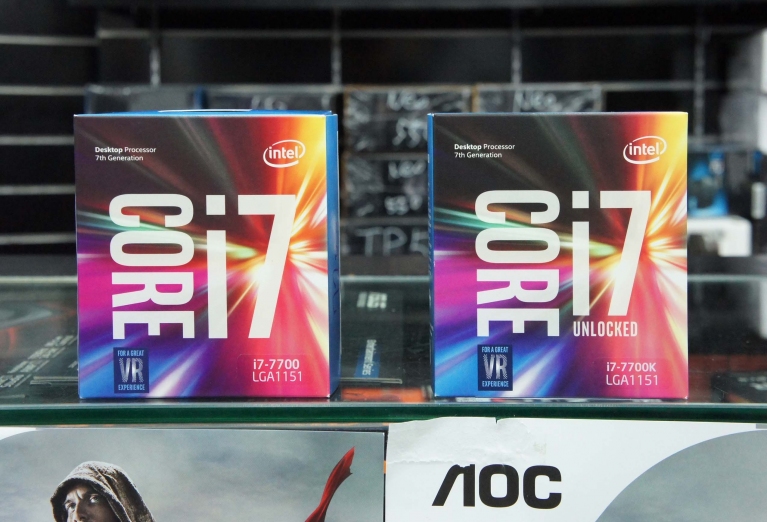 Desktop Processor
7th Generation
intel
CORE i7
FOR A GREAT
VR
EXPERIENCE
i7-7700
LGA1151
Desktop Processor
7th Generation
intel
CORE i7
UNLOCKED
FOR A GREAT
VR
EXPERIENCE
i7-7700K
LGA1151
AOC